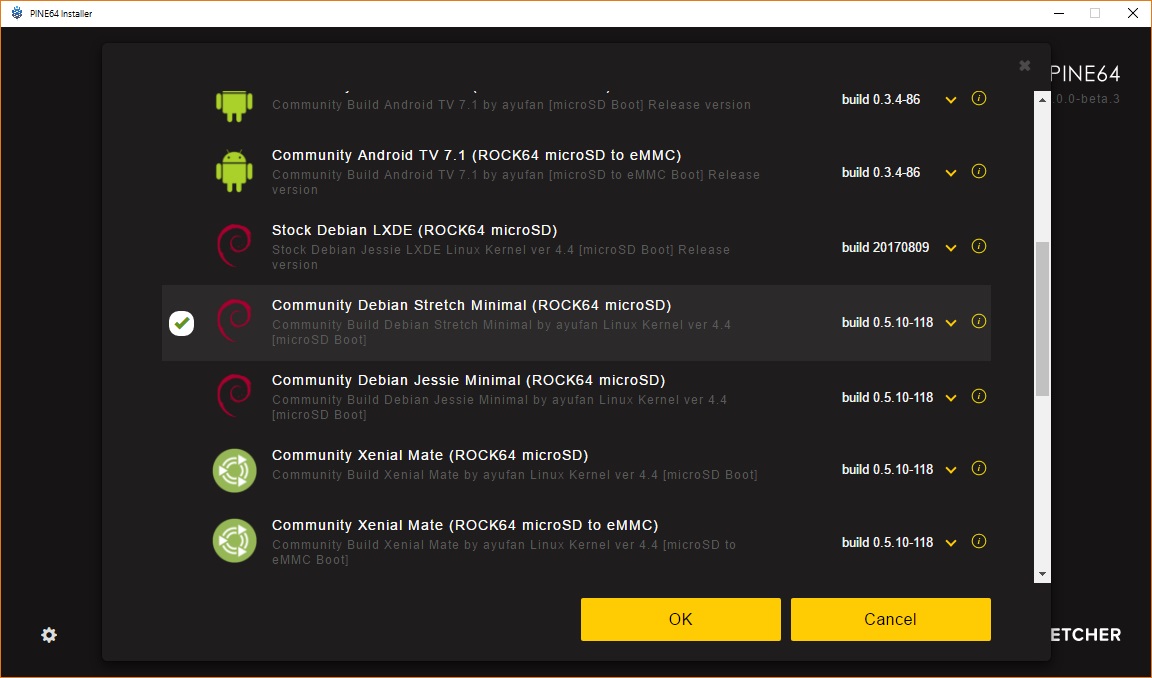 PINE64 Installer
PINE64
.0.0-beta.3
Community Build Android TV 7.1 by ayufan [microSD Boot] Release version
build 0.3.4-86
Community Android TV 7.1 (ROCK64 microSD to eMMC)
Community Build Android TV 7.1 by ayufan [microSD to eMMC Boot] Release
version
build 0.3.4-86
Stock Debian LXDE (ROCK64 microSD)
Stock Debian Jessie LXDE Linux Kernel ver 4.4 [microSD Boot] Release
version
build 20170809
Community Debian Stretch Minimal (ROCK64 microSD)
Community Build Debian Stretch Minimal by ayufan Linux Kernel ver 4.4
[microSD Boot]
build 0.5.10-118
Community Debian Jessie Minimal (ROCK64 microSD)
Community Build Debian Jessie Minimal by ayufan Linux Kernel ver 4.4
[microSD Boot]
build 0.5.10-118
Community Xenial Mate (ROCK64 microSD)
Community Build Xenial Mate by ayufan Linux Kernel ver 4.4 [microSD Boot]
build 0.5.10-118
Community Xenial Mate (ROCK64 microSD to eMMC)
Community Build Xenial Mate by ayufan Linux Kernel ver 4.4 [microSD to
eMMC Boot]
build 0.5.10-118
OK
Cancel
ETCHER